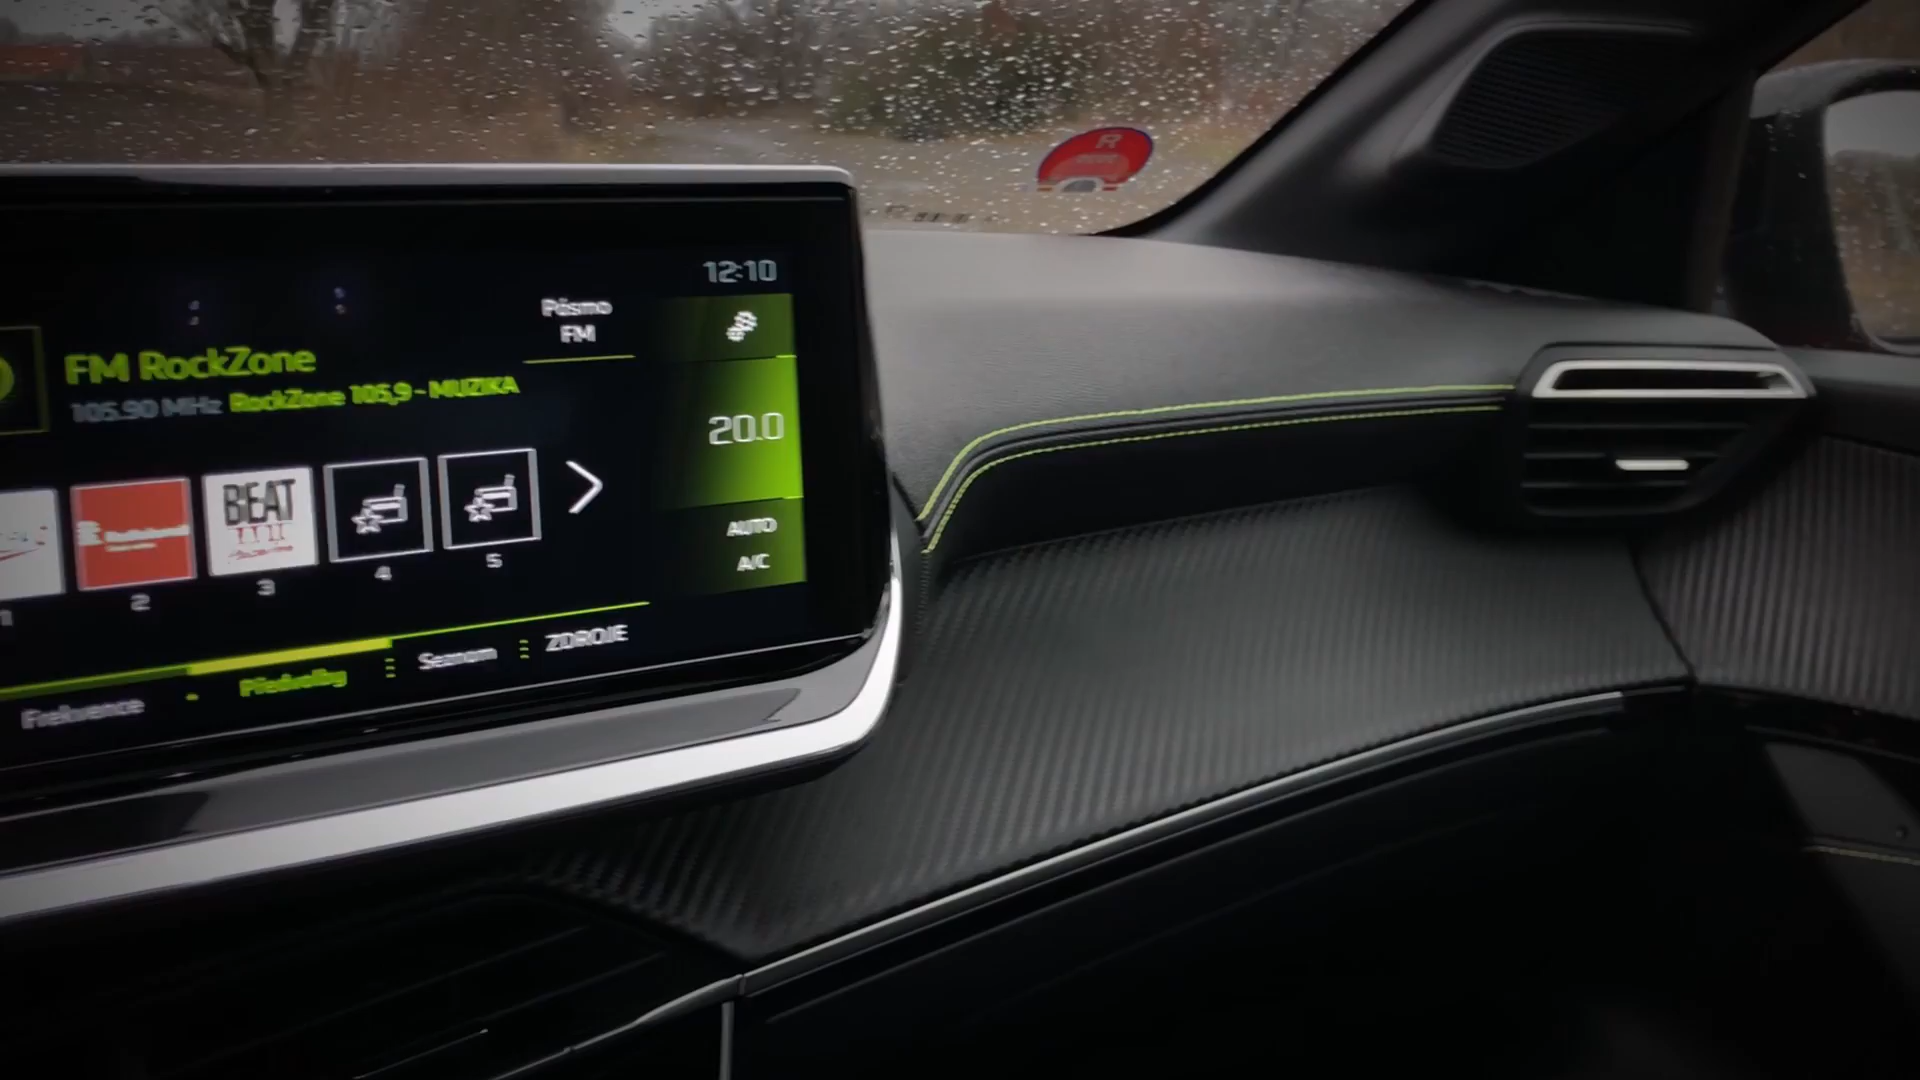 12:10
Pásmo
FM
FM RockZone
105.90 MHz RockZone 105,9 - MUZIKA
20.0
BEAT
AUTO
A/C
1
2
3
4
5
Frekvence
Předvolby
Seznam
ZDROJE
R